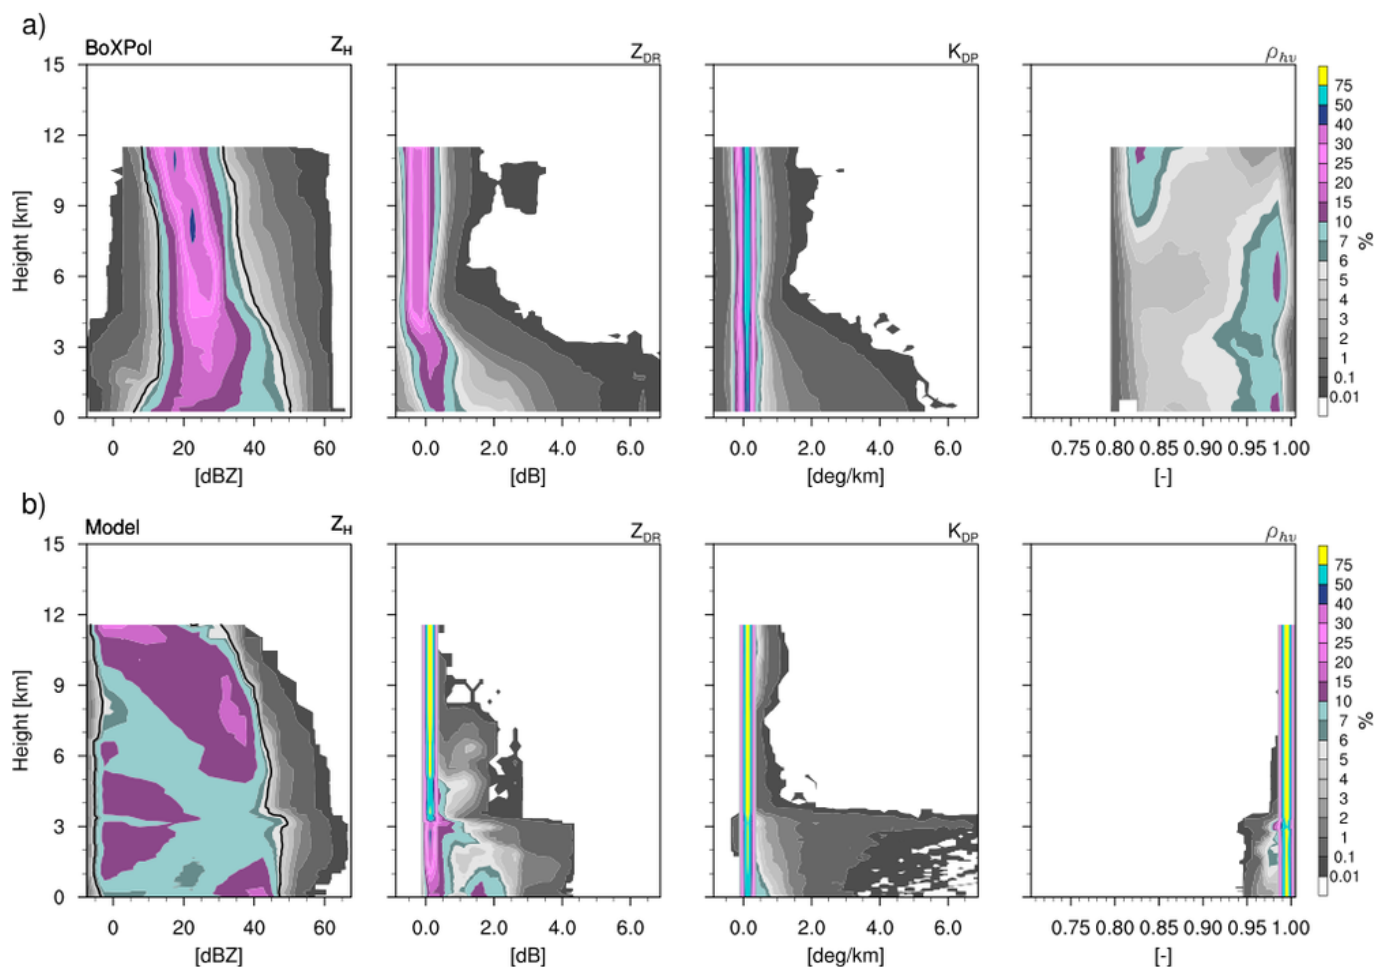 a)
BoXPol Z_H Z_DR K_DP ρ_hv
15
12
9
6
3
0
Height [km]
0 20 40 60
[dBZ]
0.0 2.0 4.0 6.0
[dB]
0.0 2.0 4.0 6.0
[deg/km]
0.75 0.80 0.85 0.90 0.95 1.00
[-]
75
50
40
30
25
20
15
10
7
6
5
4
3
2
1
0.1
0.01
%
b)
Model Z_H Z_DR K_DP ρ_hv
15
12
9
6
3
0
Height [km]
0 20 40 60
[dBZ]
0.0 2.0 4.0 6.0
[dB]
0.0 2.0 4.0 6.0
[deg/km]
0.75 0.80 0.85 0.90 0.95 1.00
[-]
75
50
40
30
25
20
15
10
7
6
5
4
3
2
1
0.1
0.01
%